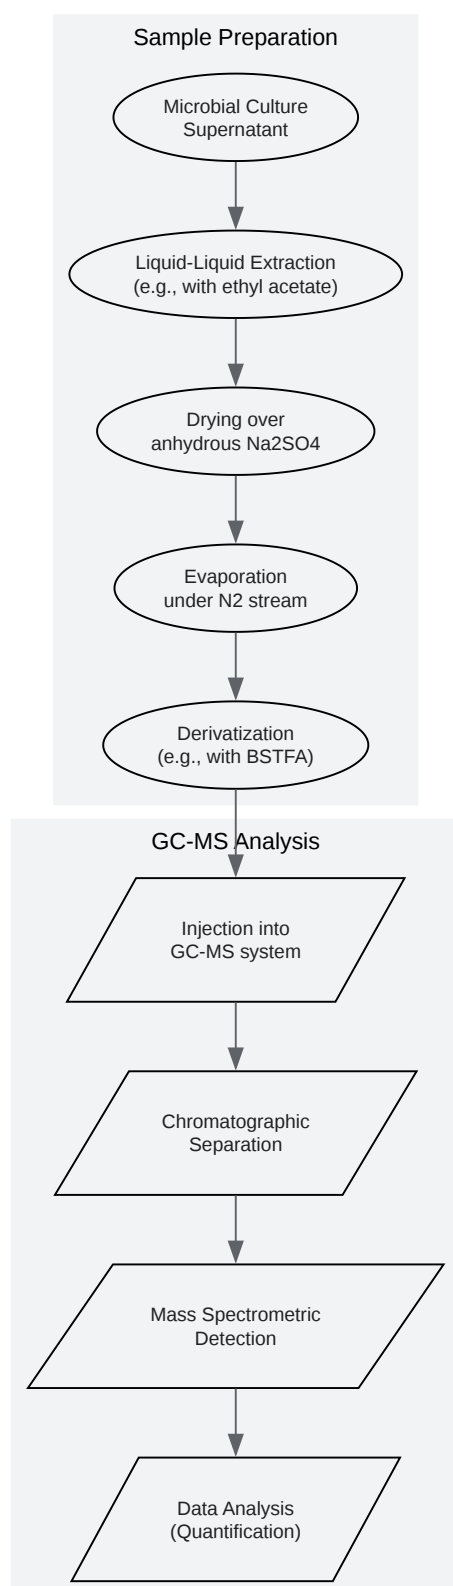 Sample Preparation
Microbial Culture
Supernatant
Liquid-Liquid Extraction
(e.g., with ethyl acetate)
Drying over
anhydrous Na2SO4
Evaporation
under N2 stream
Derivatization
(e.g., with BSTFA)
GC-MS Analysis
Injection into
GC-MS system
Chromatographic
Separation
Mass Spectrometric
Detection
Data Analysis
(Quantification)